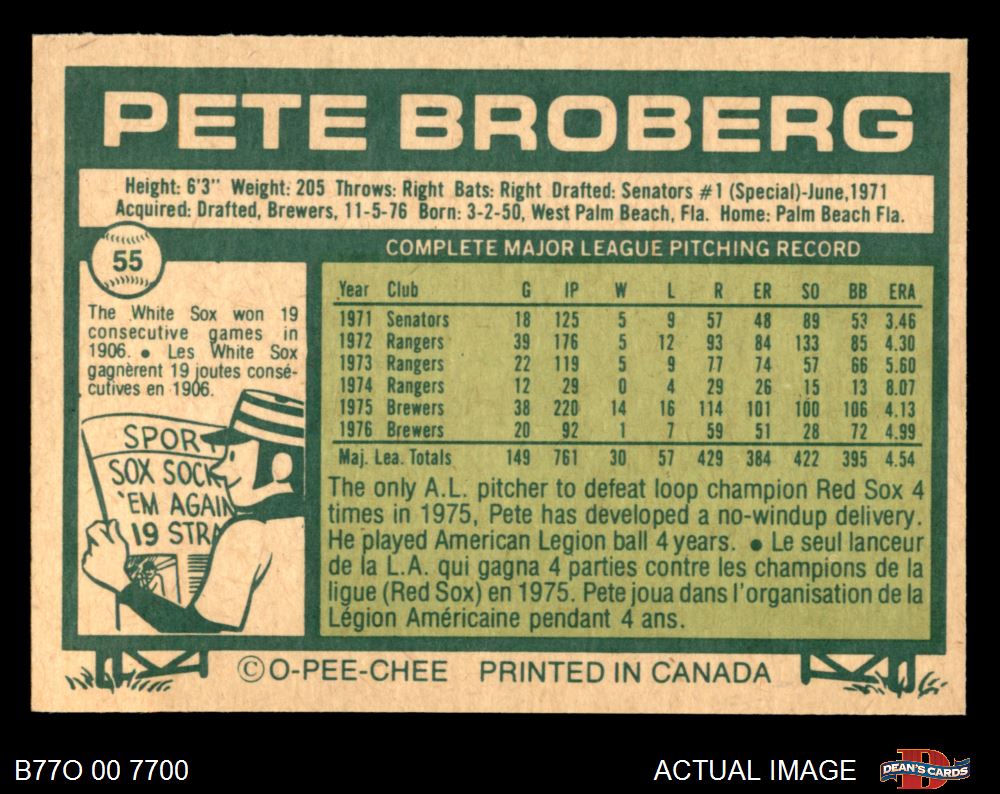 PETE BROBERG
Height: 6'3" Weight: 205 Throws: Right Bats: Right Drafted: Senators #1 (Special)-June,1971
Acquired: Drafted, Brewers, 11-5-76 Born: 3-2-50, West Palm Beach, Fla. Home: Palm Beach Fla.
55
The White Sox won 19
consecutive games in
1906. ● Les White Sox
gagnèrent 19 joutes consé-
cutives en 1906.
SPORT
SOX SOCK
'EM AGAIN
19 STRA
COMPLETE MAJOR LEAGUE PITCHING RECORD
Year Club G IP W L R ER SO BB ERA
1971 Senators 18 125 5 9 57 48 89 53 3.46
1972 Rangers 39 176 5 12 93 84 133 85 4.30
1973 Rangers 22 119 5 9 77 74 57 66 5.60
1974 Rangers 12 29 0 4 29 26 15 13 8.07
1975 Brewers 38 220 14 16 114 101 100 106 4.13
1976 Brewers 20 92 1 7 59 51 28 72 4.99
Maj. Lea. Totals 149 761 30 57 429 384 422 395 4.54
The only A.L. pitcher to defeat loop champion Red Sox 4
times in 1975, Pete has developed a no-windup delivery.
He played American Legion ball 4 years. ● Le seul lanceur
de la L.A. qui gagna 4 parties contre les champions de la
ligue (Red Sox) en 1975. Pete joua dans l'organisation de la
Légion Américaine pendant 4 ans.
©O-PEE-CHEE PRINTED IN CANADA
B77O 00 7700
ACTUAL IMAGE
DEAN'S CARDS